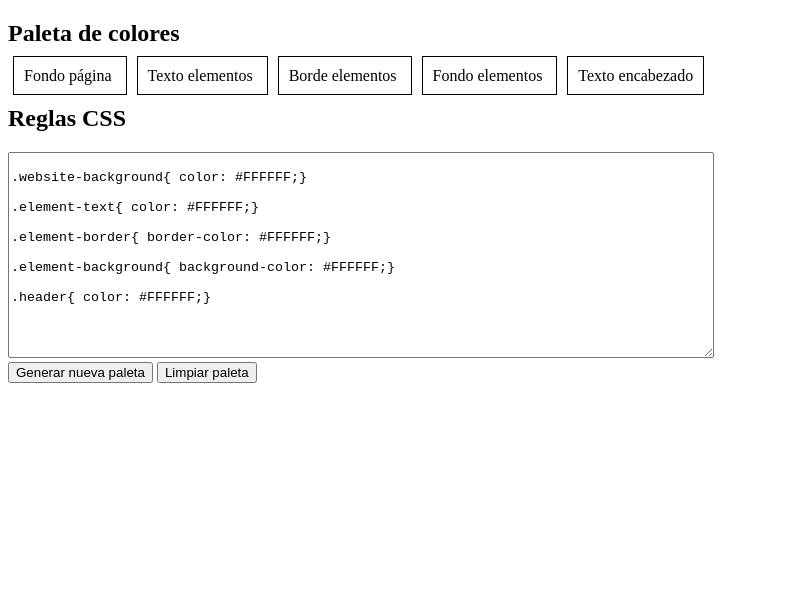 Paleta de colores
Fondo página Texto elementos Borde elementos Fondo elementos Texto encabezado
Reglas CSS
.website-background{ color: #FFFFFF;}
.element-text{ color: #FFFFFF;}
.element-border{ border-color: #FFFFFF;}
.element-background{ background-color: #FFFFFF;}
.header{ color: #FFFFFF;}
Generar nueva paleta Limpiar paleta